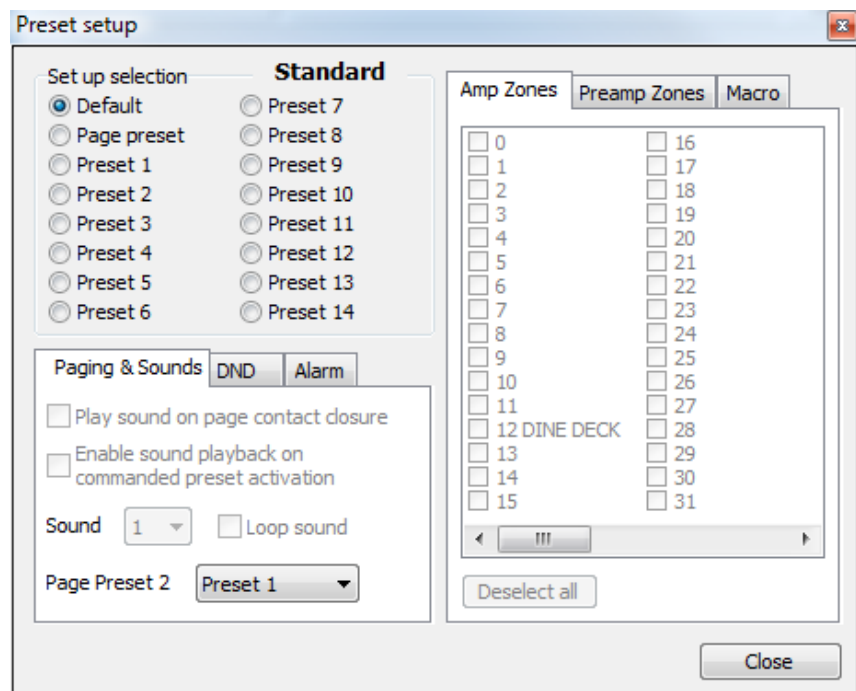 Preset setup
Set up selection
Standard
Default
Page preset
Preset 1
Preset 2
Preset 3
Preset 4
Preset 5
Preset 6
Preset 7
Preset 8
Preset 9
Preset 10
Preset 11
Preset 12
Preset 13
Preset 14
Paging & Sounds DND Alarm
Play sound on page contact closure
Enable sound playback on
commanded preset activation
Sound 1 Loop sound
Page Preset 2 Preset 1
Amp Zones Preamp Zones Macro
0
1
2
3
4
5
6
7
8
9
10
11
12 DINE DECK
13
14
15
16
17
18
19
20
21
22
23
24
25
26
27
28
29
30
31
Deselect all
Close